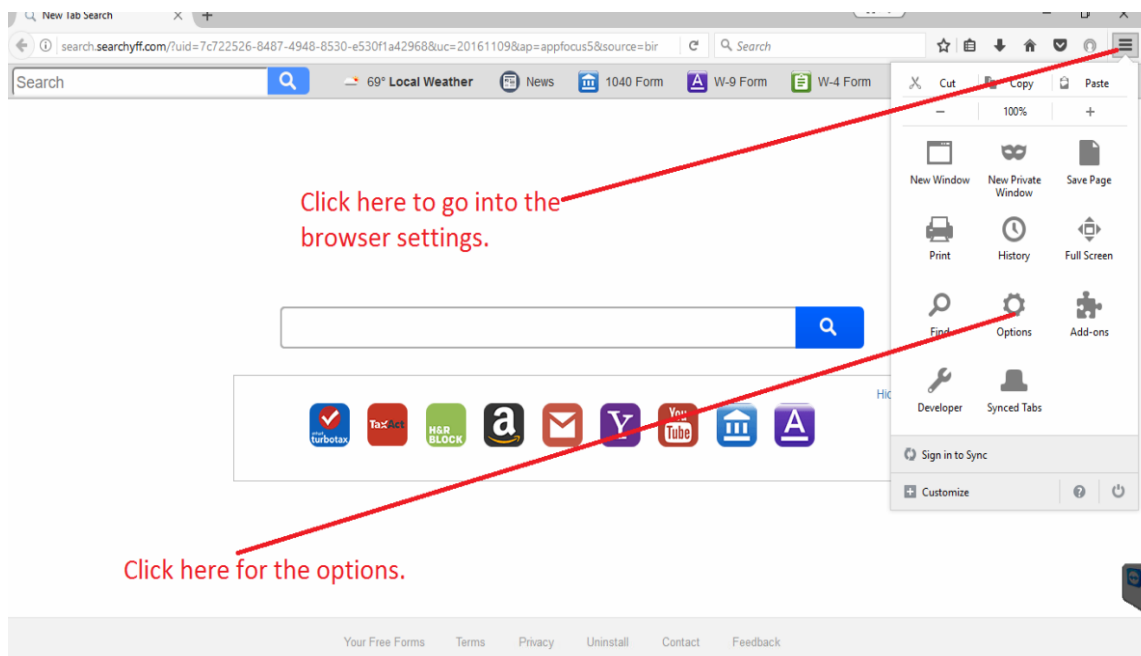 New Tab Search
search.searchyff.com/?uid=7c722526-8487-4948-8530-e530f1a42968&uc=20161109&ap=appfocus5&source=bir
Search
Search
69° Local Weather
News
1040 Form
A W-9 Form
W-4 Form
Cut
Copy
Paste
100%
New Window
New Private
Window
Save Page
Click here to go into the
browser settings.
Print
History
Full Screen
Find
Options
Add-ons
Hid
Developer
Synced Tabs
turbotax
TaxAct
H&R
BLOCK
a
Y
You
Tube
A
Sign in to Sync
Customize
Click here for the options.
Your Free Forms
Terms
Privacy
Uninstall
Contact
Feedback